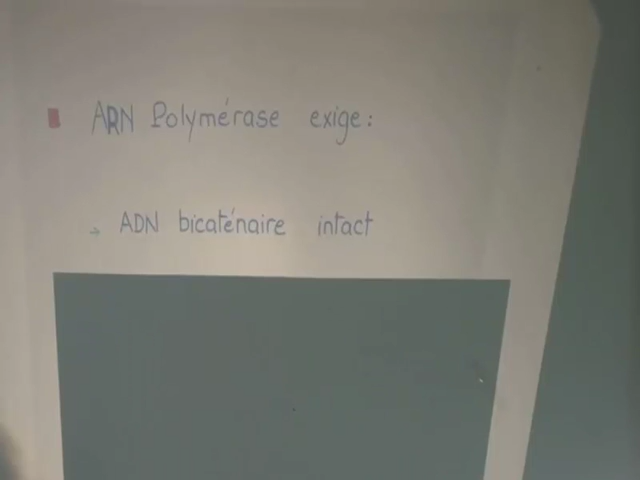 ARN Polymérase exige:
→ ADN bicaténaire intact